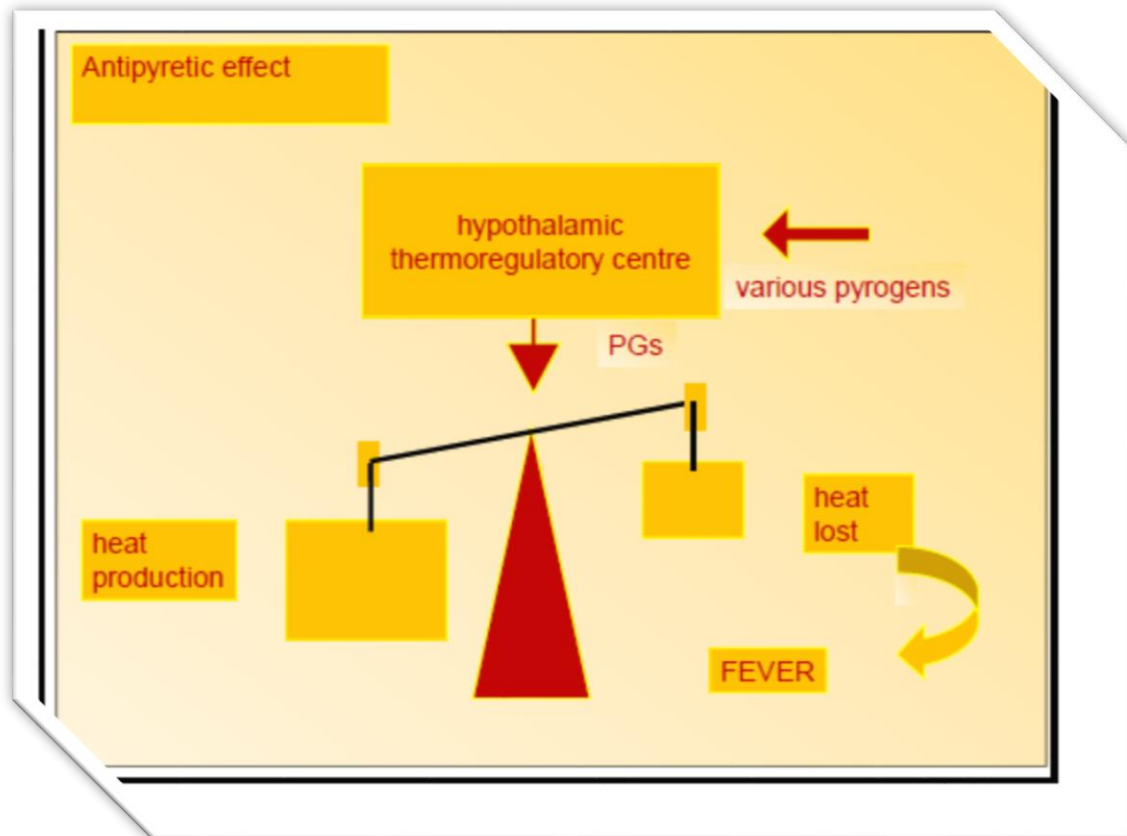 Antipyretic effect
hypothalamic
thermoregulatory centre
various pyrogens
PGs
heat
production
heat
lost
FEVER